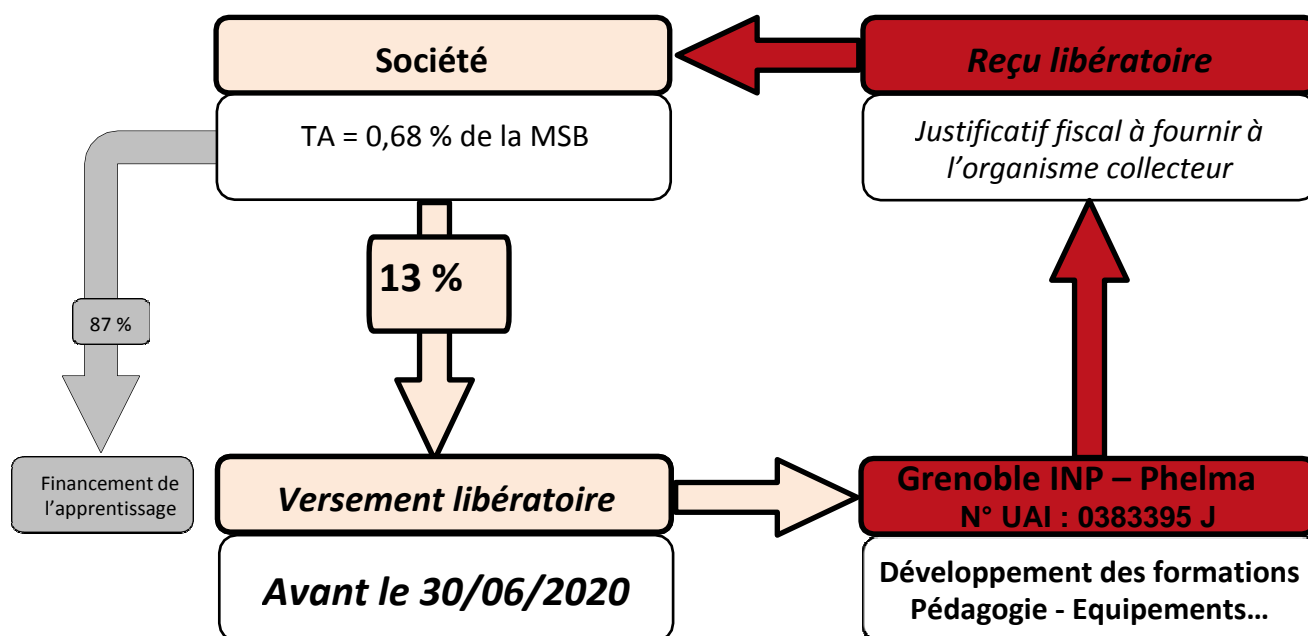 Société
TA = 0,68 % de la MSB
Reçu libératoire
Justificatif fiscal à fournir à
l’organisme collecteur
13 %
87 %
Financement de
l’apprentissage
Versement libératoire
Avant le 30/06/2020
Grenoble INP – Phelma
N° UAI : 0383395 J
Développement des formations
Pédagogie - Equipements…